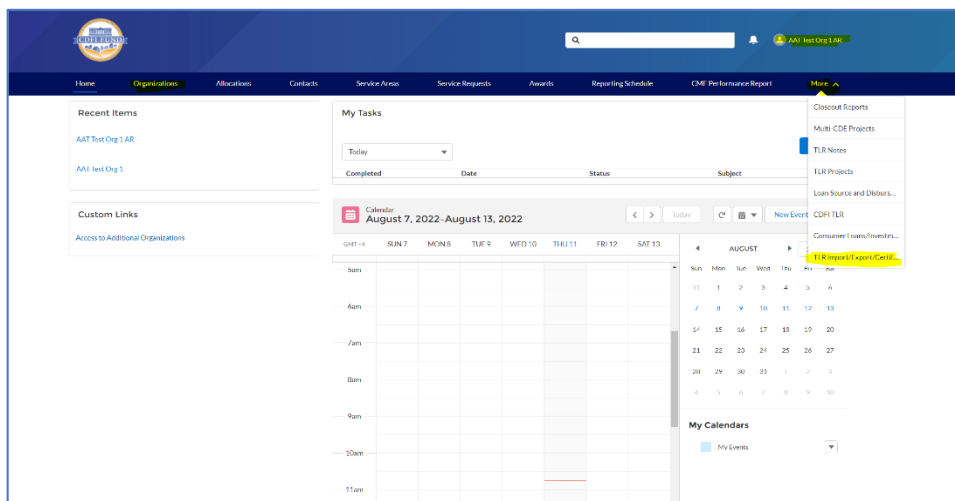 CDFI FUND
AAT Test Org 1 AR
Home Organizations Allocations Contacts Service Areas Service Requests Awards Reporting Schedule CMF Performance Report More
Closeout Reports
Multi-CDE Projects
TLR Notes
TLR Projects
Loan Source and Disburs...
CDFI TLR
Consumer Loans/Investm...
TLR Import/Export/Certif...
Recent Items
AAT Test Org 1 AR
AAT Test Org 1
Custom Links
Access to Additional Organizations
My Tasks
Today
Completed Date Status Subject
Calendar
August 7, 2022–August 13, 2022
Today
New Event
GMT-4 SUN 7 MON 8 TUE 9 WED 10 THU 11 FRI 12 SAT 13
5am
6am
7am
8am
9am
10am
11am
AUGUST
Sun Mon Tue Wed Thu Fri Sat
31 1 2 3 4 5 6
7 8 9 10 11 12 13
14 15 16 17 18 19 20
21 22 23 24 25 26 27
28 29 30 31 1 2 3
4 5 6 7 8 9 10
My Calendars
My Events